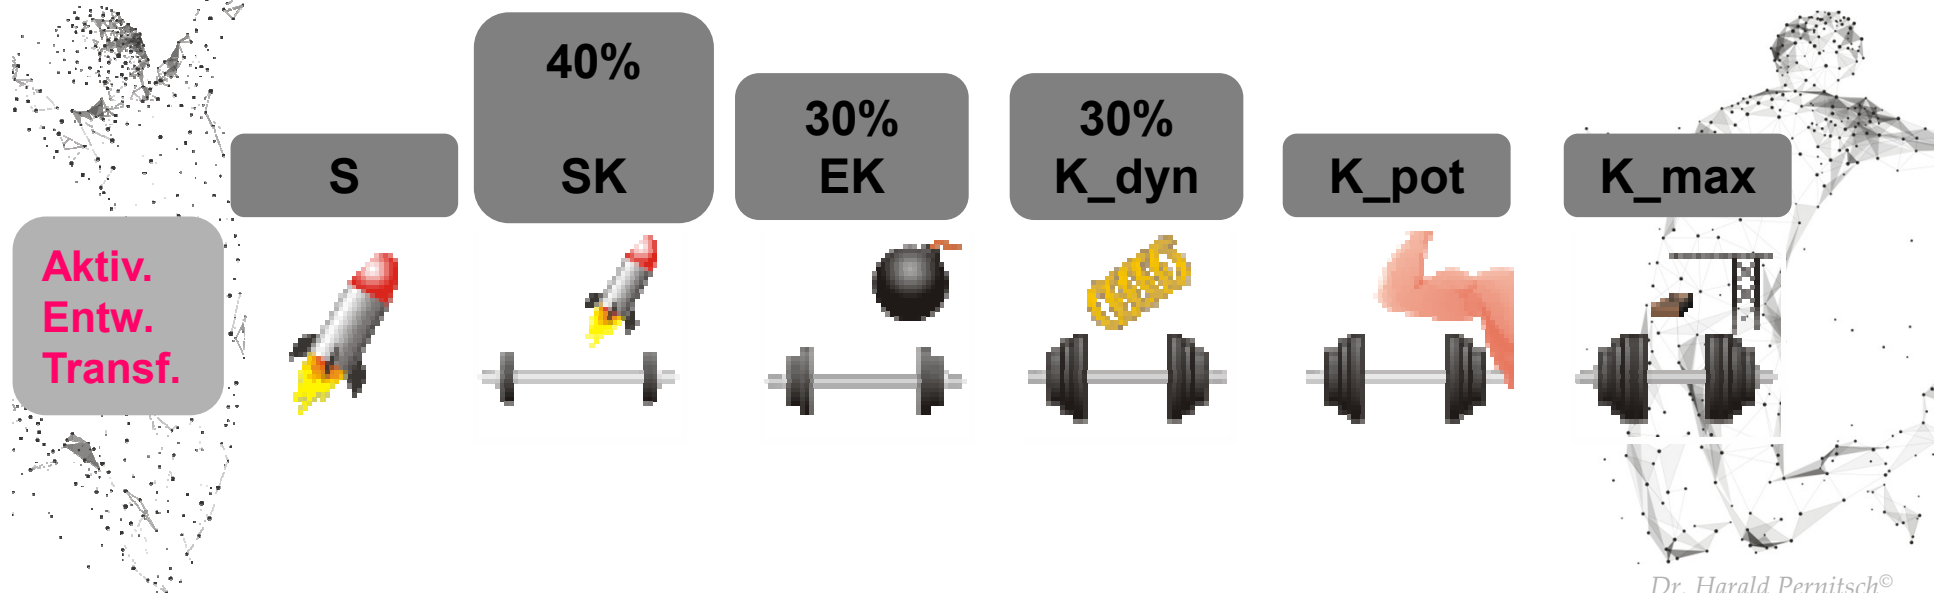 40%
30%
30%
S
SK
EK
K_dyn
K_pot
K_max
Aktiv.
Entw.
Transf.
Dr. Harald Pernitsch©